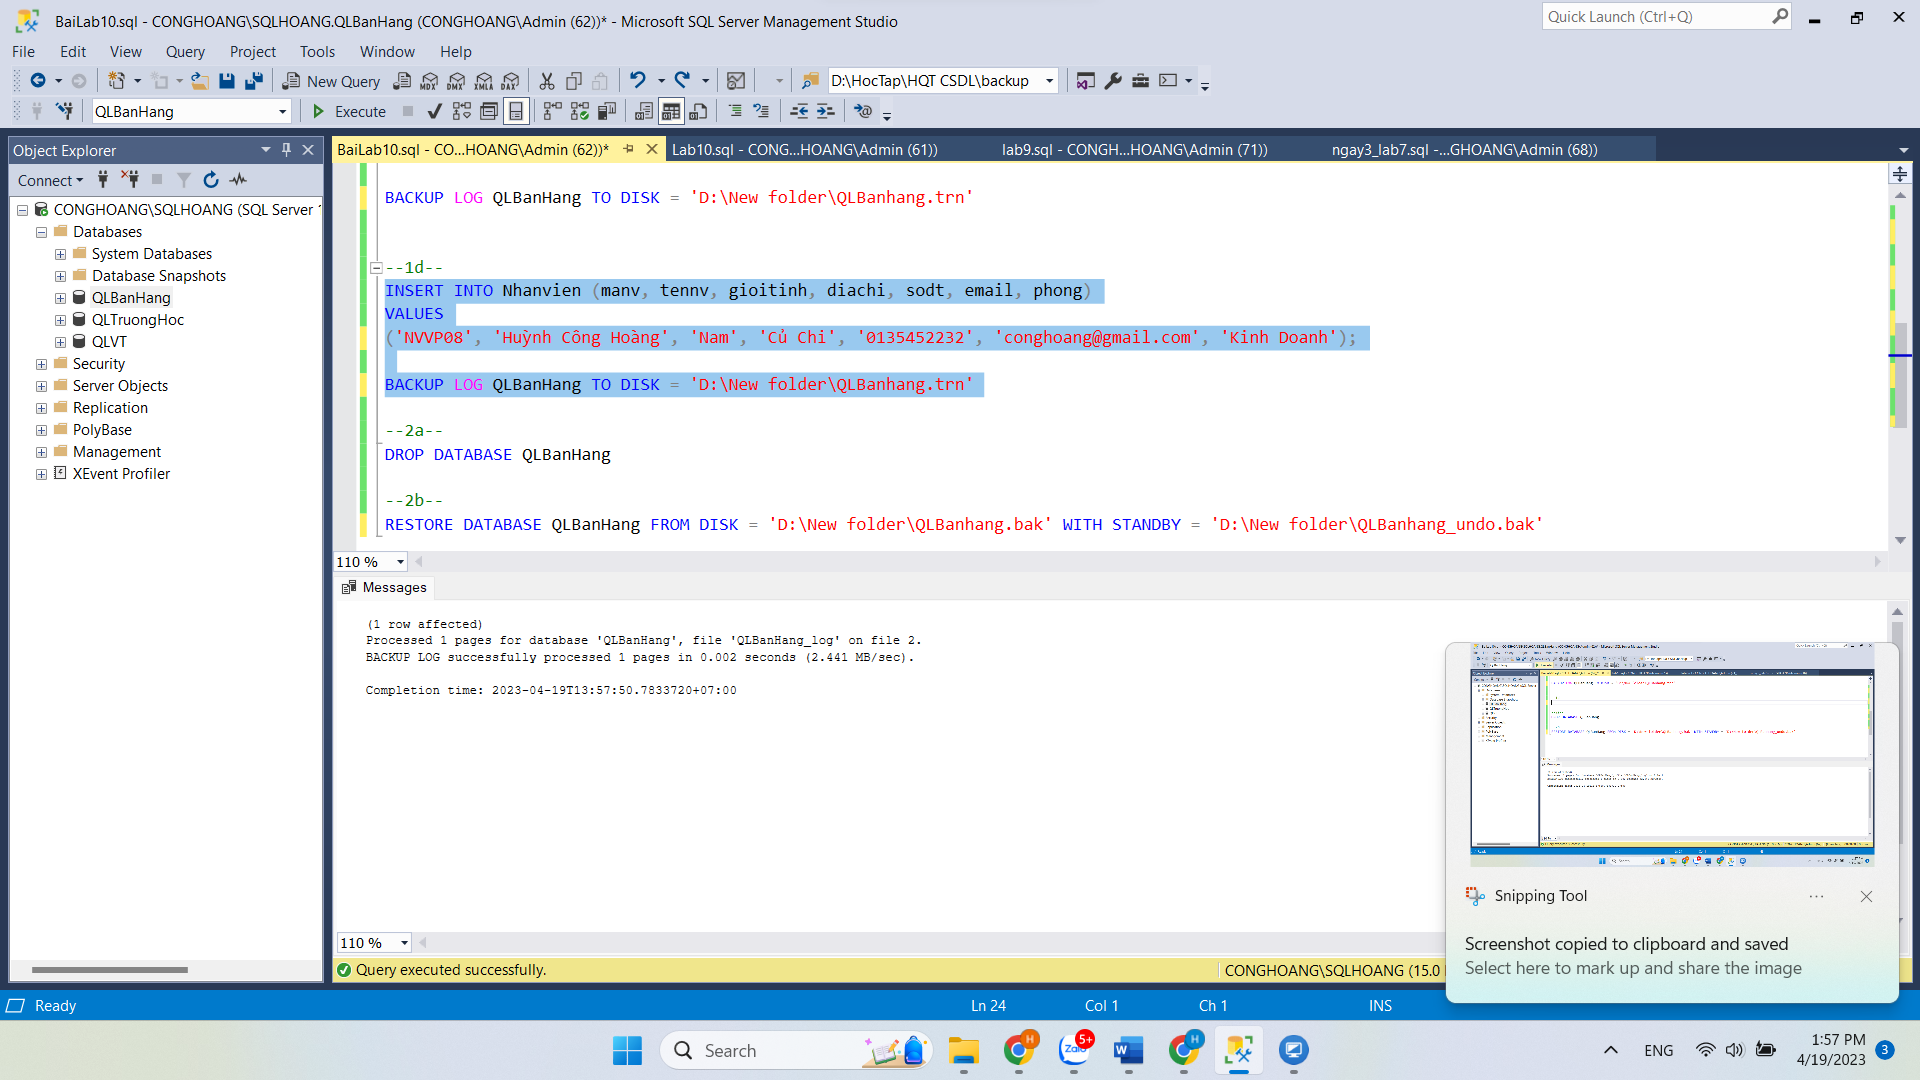 BaiLab10.sql - CONGHOANG\SQLHOANG.QLBanHang (CONGHOANG\Admin (62))* - Microsoft SQL Server Management Studio
Quick Launch (Ctrl+Q)
File Edit View Query Project Tools Window Help
New Query MDX DMX XMLA DAX D:\HocTap\HQT CSDL\backup
QLBanHang Execute
Object Explorer
BaiLab10.sql - CO...HOANG\Admin (62))* Lab10.sql - CONG...HOANG\Admin (61)) lab9.sql - CONGH...HOANG\Admin (71)) ngay3_lab7.sql -...GHOANG\Admin (68))
Connect
CONGHOANG\SQLHOANG (SQL Server
Databases
System Databases
Database Snapshots
QLBanHang
QLTruongHoc
QLVT
Security
Server Objects
Replication
PolyBase
Management
XEvent Profiler
BACKUP LOG QLBanHang TO DISK = 'D:\New folder\QLBanhang.trn'
--1d--
INSERT INTO Nhanvien (manv, tennv, gioitinh, diachi, sodt, email, phong)
VALUES
('NVVP08', 'Huỳnh Công Hoàng', 'Nam', 'Củ Chi', '0135452232', 'conghoang@gmail.com', 'Kinh Doanh');
BACKUP LOG QLBanHang TO DISK = 'D:\New folder\QLBanhang.trn'
--2a--
DROP DATABASE QLBanHang
--2b--
RESTORE DATABASE QLBanHang FROM DISK = 'D:\New folder\QLBanhang.bak' WITH STANDBY = 'D:\New folder\QLBanhang_undo.bak'
110 %
Messages
(1 row affected)
Processed 1 pages for database 'QLBanHang', file 'QLBanHang_log' on file 2.
BACKUP LOG successfully processed 1 pages in 0.002 seconds (2.441 MB/sec).
Completion time: 2023-04-19T13:57:50.7833720+07:00
110 %
Query executed successfully.
CONGHOANG\SQLHOANG (15.0
Snipping Tool
Screenshot copied to clipboard and saved
Select here to mark up and share the image
Ready Ln 24 Col 1 Ch 1 INS
Search
H
Zalo
5+
W
H
ENG
1:57 PM
4/19/2023
3